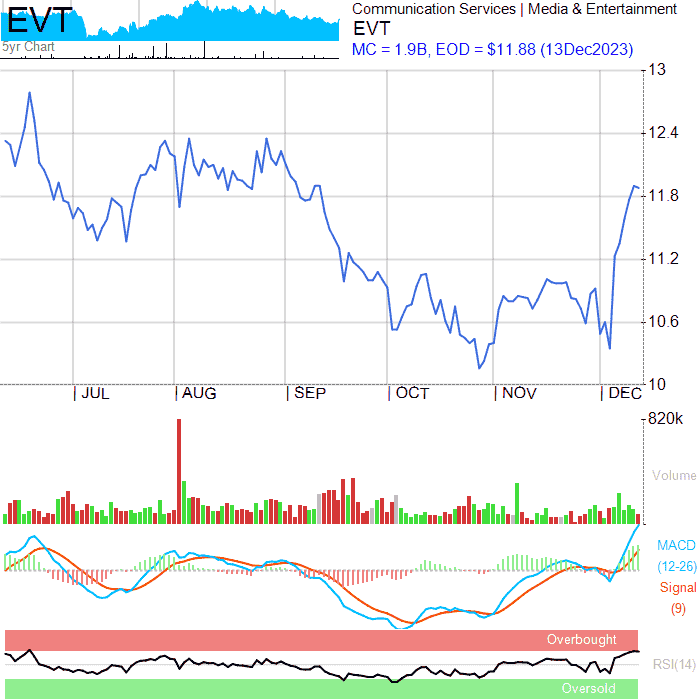 EVT
5yr Chart
Communication Services | Media & Entertainment
EVT
MC = 1.9B, EOD = $11.88 (13Dec2023)
13
12.4
11.8
11.2
10.6
10
| JUL | AUG | SEP | OCT | NOV | DEC
820k
Volume
MACD
(12-26)
Signal
(9)
Overbought
RSI(14)
Oversold